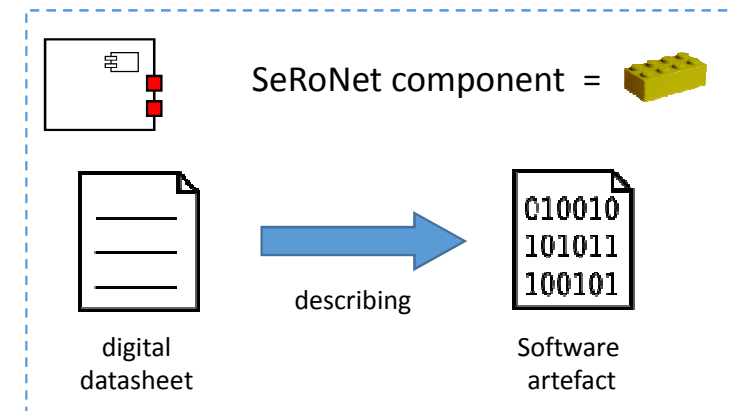 SeRoNet component =
010010
101011
100101
describing
digital
datasheet
Software
artefact